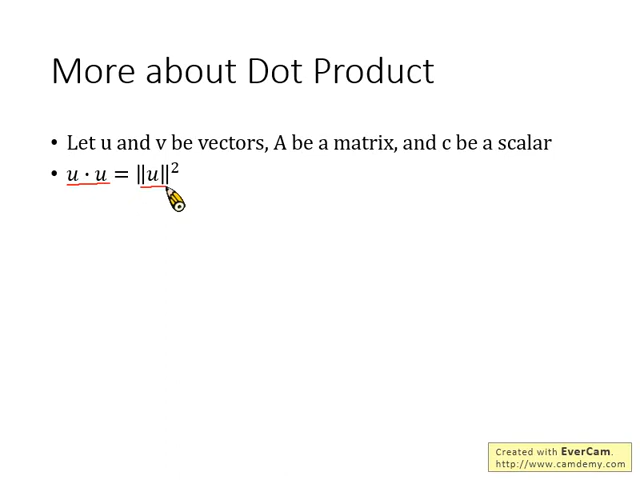 More about Dot Product
• Let u and v be vectors, A be a matrix, and c be a scalar
• 𝑢 · 𝑢 = ‖𝑢‖²
Created with EverCam.
http://www.camdemy.com